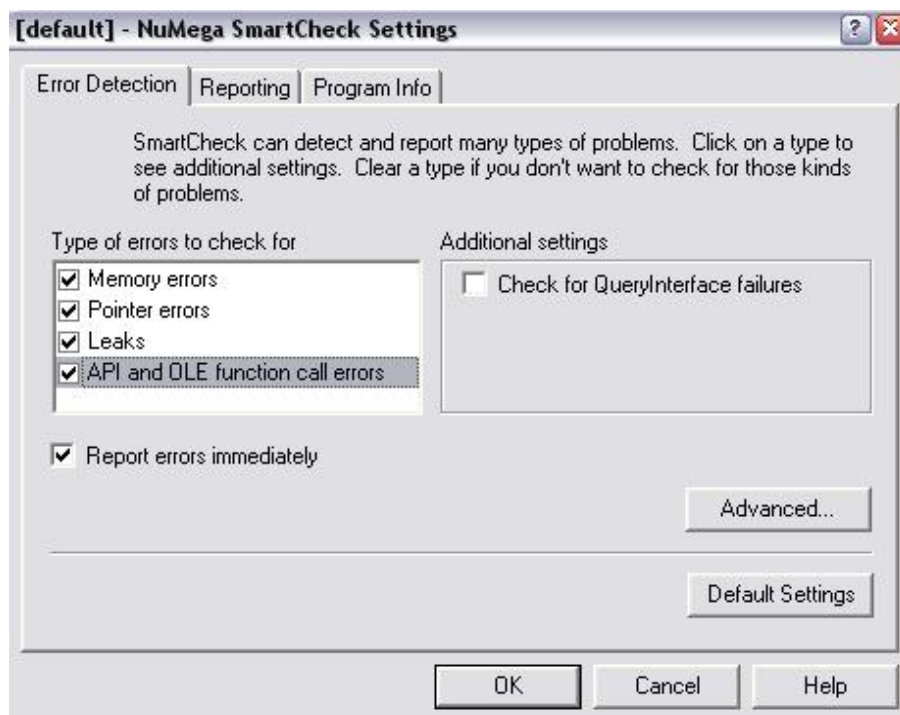 [default] - NuMega SmartCheck Settings
Error Detection
Reporting
Program Info
SmartCheck can detect and report many types of problems. Click on a type to
see additional settings. Clear a type if you don't want to check for those kinds
of problems.
Type of errors to check for
Memory errors
Pointer errors
Leaks
API and OLE function call errors
Additional settings
Check for QueryInterface failures
Report errors immediately
Advanced...
Default Settings
OK
Cancel
Help